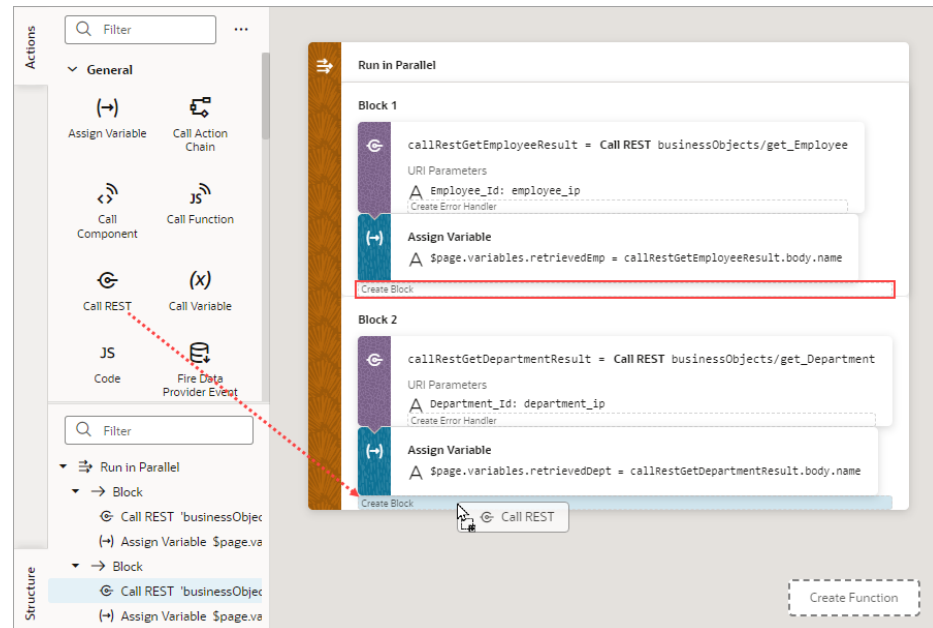 Actions
Filter
General
Assign Variable
Call Action
Chain
Call
Component
JS
Call Function
Call REST
(x)
Call Variable
JS
Code
Fire Data
Provider Event
Structure
Filter
Run in Parallel
Block
Call REST 'businessObjec
Assign Variable $page.va
Block
Call REST 'businessObjec
Assign Variable $page.va
Run in Parallel
Block 1
callRestGetEmployeeResult = Call REST businessObjects/get_Employee
URI Parameters
A Employee_Id: employee_ip
Create Error Handler
Assign Variable
A $page.variables.retrievedEmp = callRestGetEmployeeResult.body.name
Create Block
Block 2
callRestGetDepartmentResult = Call REST businessObjects/get_Department
URI Parameters
A Department_Id: department_ip
Create Error Handler
Assign Variable
A $page.variables.retrievedDept = callRestGetDepartmentResult.body.name
Create Block
Call REST
Create Function